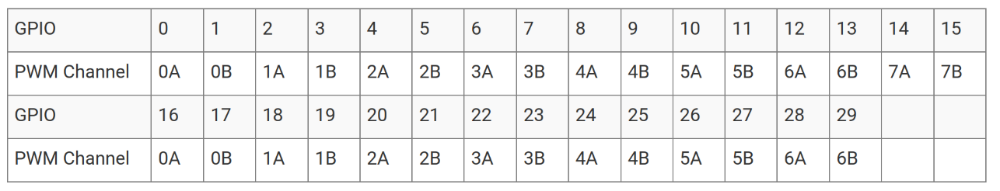 GPIO 0 1 2 3 4 5 6 7 8 9 10 11 12 13 14 15
PWM Channel 0A 0B 1A 1B 2A 2B 3A 3B 4A 4B 5A 5B 6A 6B 7A 7B
GPIO 16 17 18 19 20 21 22 23 24 25 26 27 28 29
PWM Channel 0A 0B 1A 1B 2A 2B 3A 3B 4A 4B 5A 5B 6A 6B